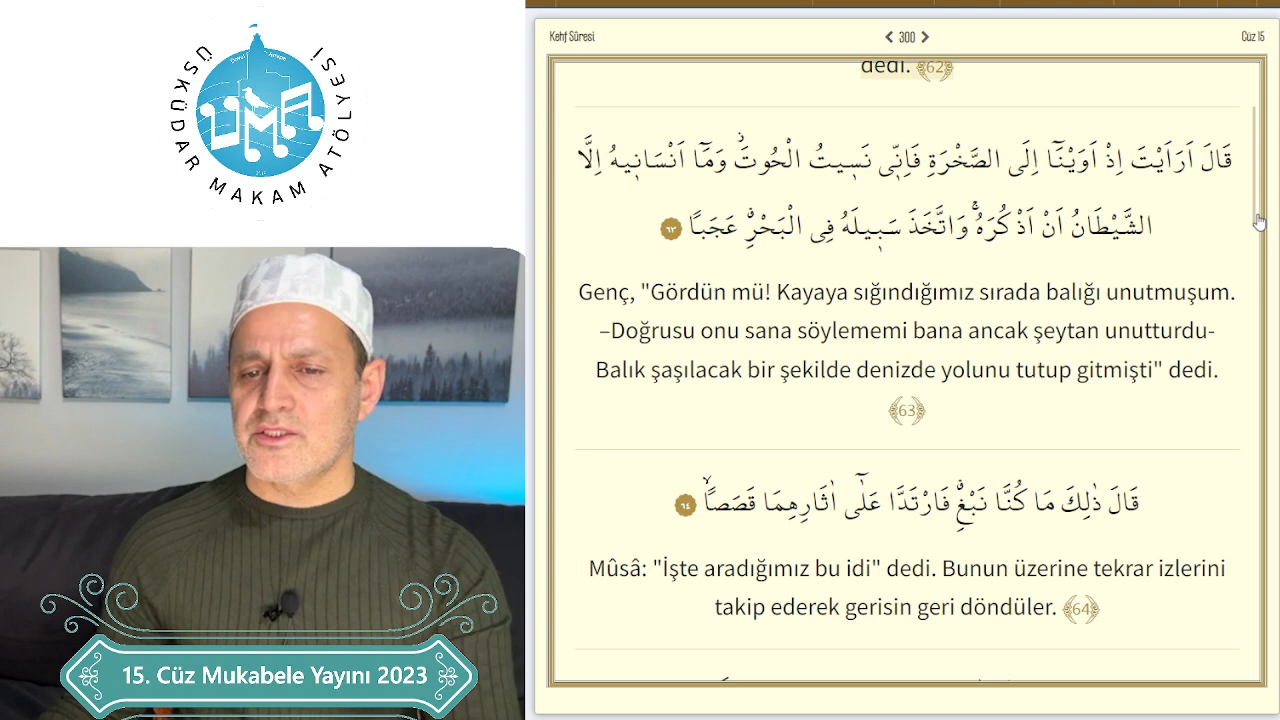 ÜSKÜDAR MAKAM ATÖLYESİ
15. Cüz Mukabele Yayını 2023
Kehf Sûresi
300
Cüz 15
dedi. ﴾62﴿
قَالَ اَرَاَيْتَ اِذْ اَوَيْنَٓا اِلَى الصَّخْرَةِ فَاِنّ۪ي نَس۪يتُ الْحُوتَۘ وَمَٓا اَنْسَان۪يهُ اِلَّا
الشَّيْطَانُ اَنْ اَذْكُرَهُۚ وَاتَّخَذَ سَب۪يلَهُ فِي الْبَحْرِۗ عَجَبًا ٦٣
Genç, "Gördün mü! Kayaya sığındığımız sırada balığı unutmuşum.
–Doğrusu onu sana söylememi bana ancak şeytan unutturdu-
Balık şaşılacak bir şekilde denizde yolunu tutup gitmişti" dedi.
﴾63﴿
قَالَ ذٰلِكَ مَا كُنَّا نَبْغِۗ فَارْتَدَّا عَلٰٓى اٰثَارِهِمَا قَصَصًاۙ ٦٤
Mûsâ: "İşte aradığımız bu idi" dedi. Bunun üzerine tekrar izlerini
takip ederek gerisin geri döndüler. ﴾64﴿